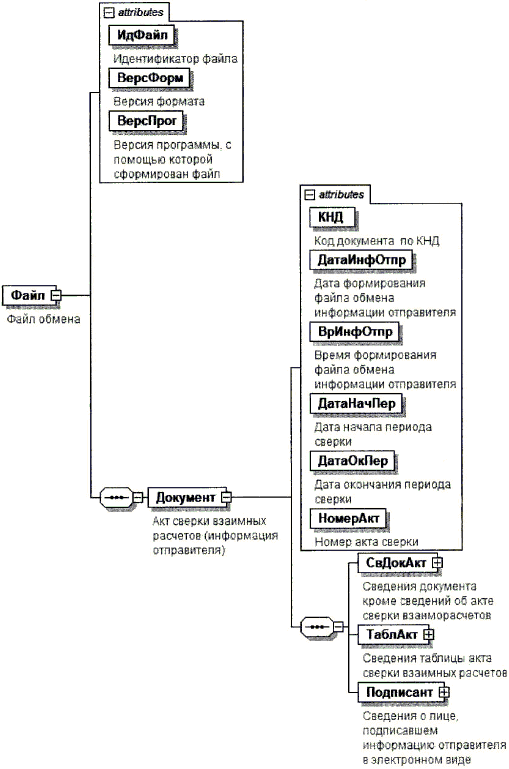 attributes
ИдФайл
Идентификатор файла
ВерсФорм
Версия формата
ВерсПрог
Версия программы, с
помощью которой
сформирован файл
attributes
КНД
Код документа по КНД
ДатаИнфОтпр
Дата формирования
файла обмена
информации отправителя
ВрИнфОтпр
Время формирования
файла обмена
информации отправителя
ДатаНачПер
Дата начала периода
сверки
ДатаОкПер
Дата окончания периода
сверки
НомерАкт
Номер акта сверки
Файл
Файл обмена
Документ
Акт сверки взаимных
расчетов (информация
отправителя)
СвДокАкт
Сведения документа
кроме сведений об акте
сверки взаиморасчетов
ТаблАкт
Сведения таблицы акта
сверки взаимных расчетов
Подписант
Сведения о лице,
подписавшем
информацию отправителя
в электронном виде